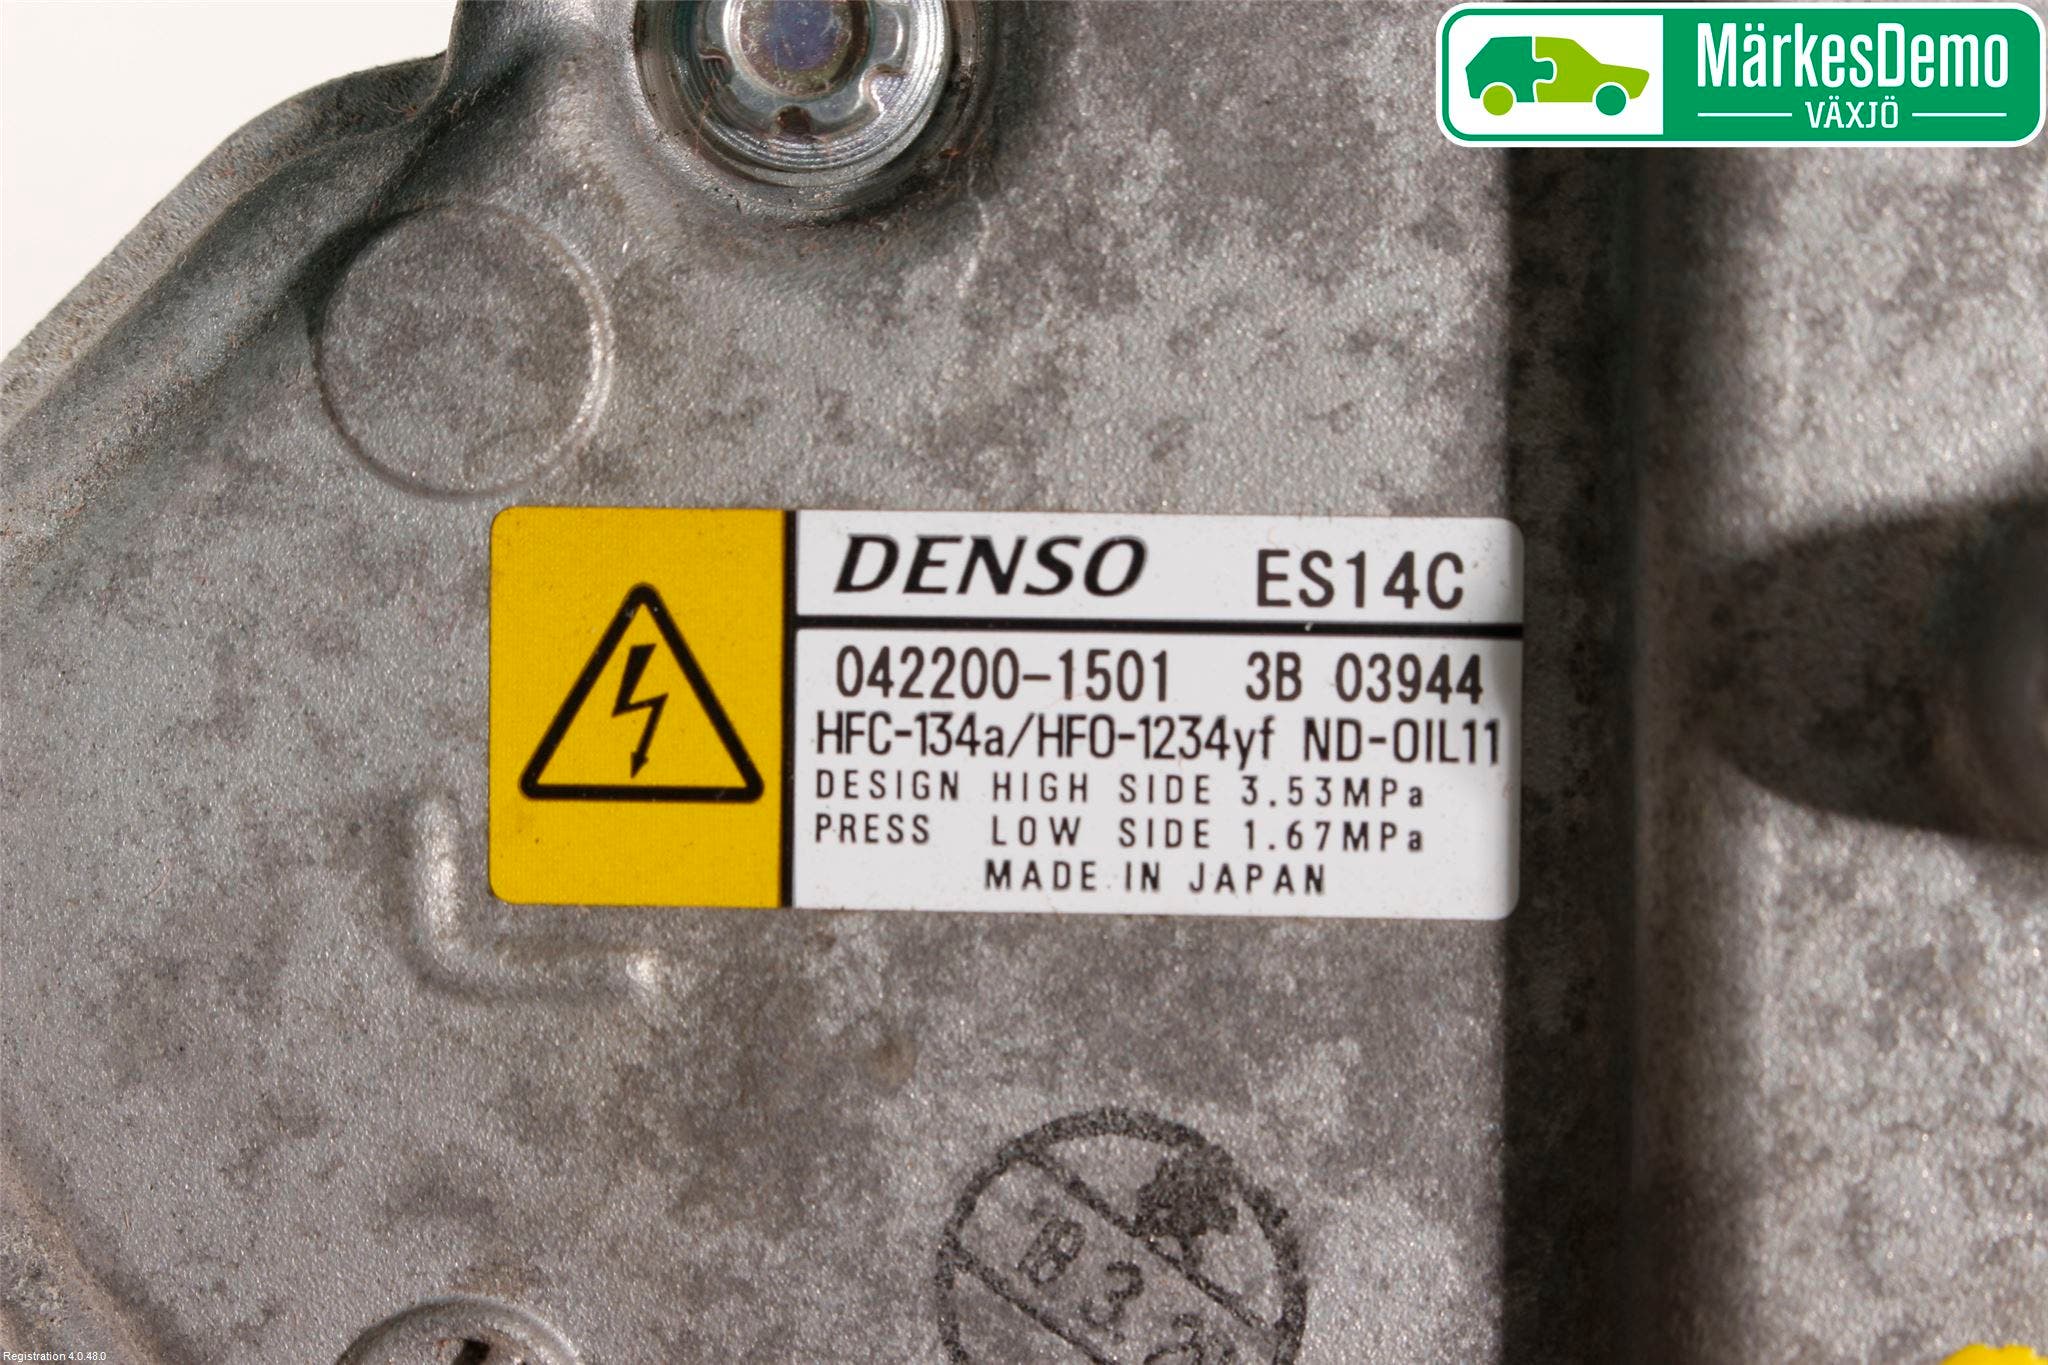 MärkesDemo
VÄXJÖ
DENSO ES14C
042200-1501 3B 03944
HFC-134a/HFO-1234yf ND-OIL11
DESIGN HIGH SIDE 3.53MPa
PRESS LOW SIDE 1.67MPa
MADE IN JAPAN
Registration 4.0.48.0